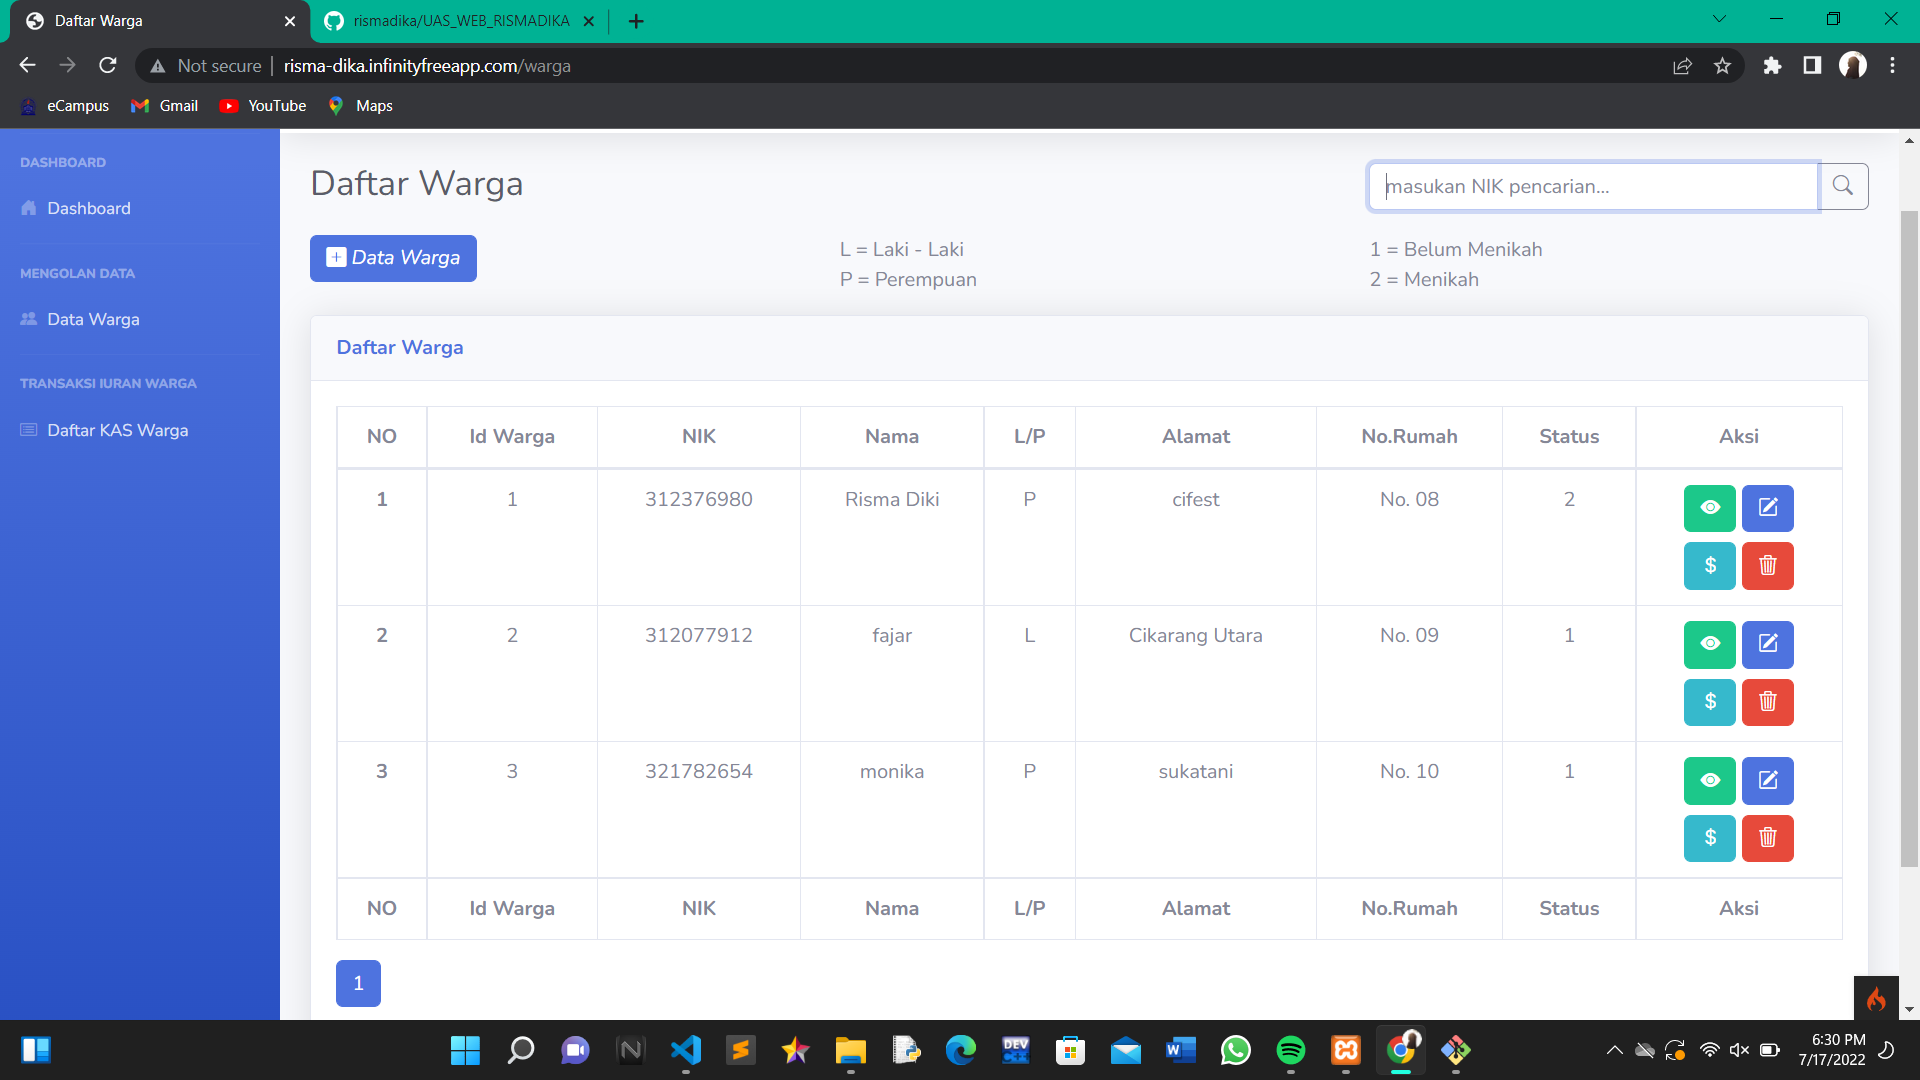 Daftar Warga
rismadika/UAS_WEB_RISMADIKA
Not secure
risma-dika.infinityfreeapp.com/warga
eCampus Gmail YouTube Maps
DASHBOARD
Dashboard
MENGOLAN DATA
Data Warga
TRANSAKSI IURAN WARGA
Daftar KAS Warga
Daftar Warga
masukan NIK pencarian...
Data Warga
L = Laki - Laki
P = Perempuan
1 = Belum Menikah
2 = Menikah
Daftar Warga
NO Id Warga NIK Nama L/P Alamat No.Rumah Status Aksi
1 1 312376980 Risma Diki P cifest No. 08 2
$
2 2 312077912 fajar L Cikarang Utara No. 09 1
$
3 3 321782654 monika P sukatani No. 10 1
$
NO Id Warga NIK Nama L/P Alamat No.Rumah Status Aksi
1
DEV
C++
W
6:30 PM
7/17/2022